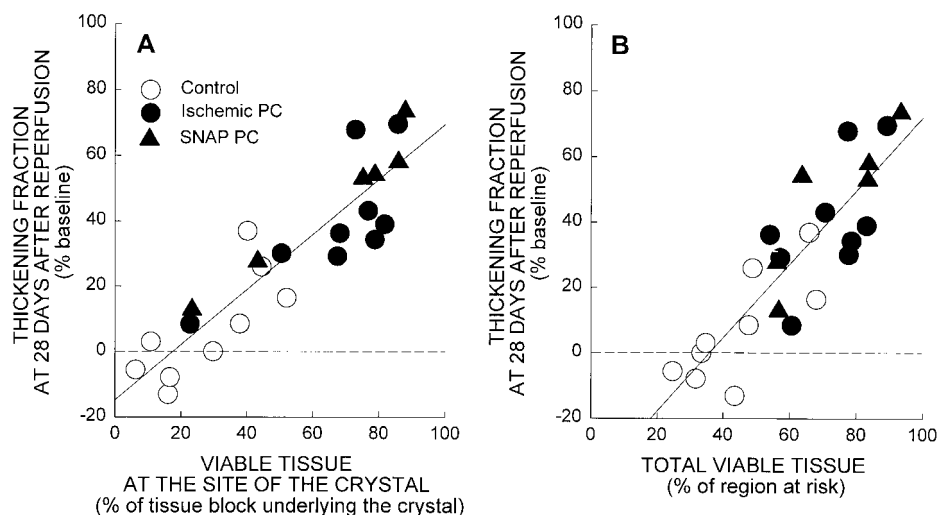 A
Control
Ischemic PC
SNAP PC
THICKENING FRACTION
AT 28 DAYS AFTER REPERFUSION
(% baseline)
100
80
60
40
20
0
-20
0
20
40
60
80
100
VIABLE TISSUE
AT THE SITE OF THE CRYSTAL
(% of tissue block underlying the crystal)
B
THICKENING FRACTION
AT 28 DAYS AFTER REPERFUSION
(% baseline)
100
80
60
40
20
0
-20
0
20
40
60
80
100
TOTAL VIABLE TISSUE
(% of region at risk)